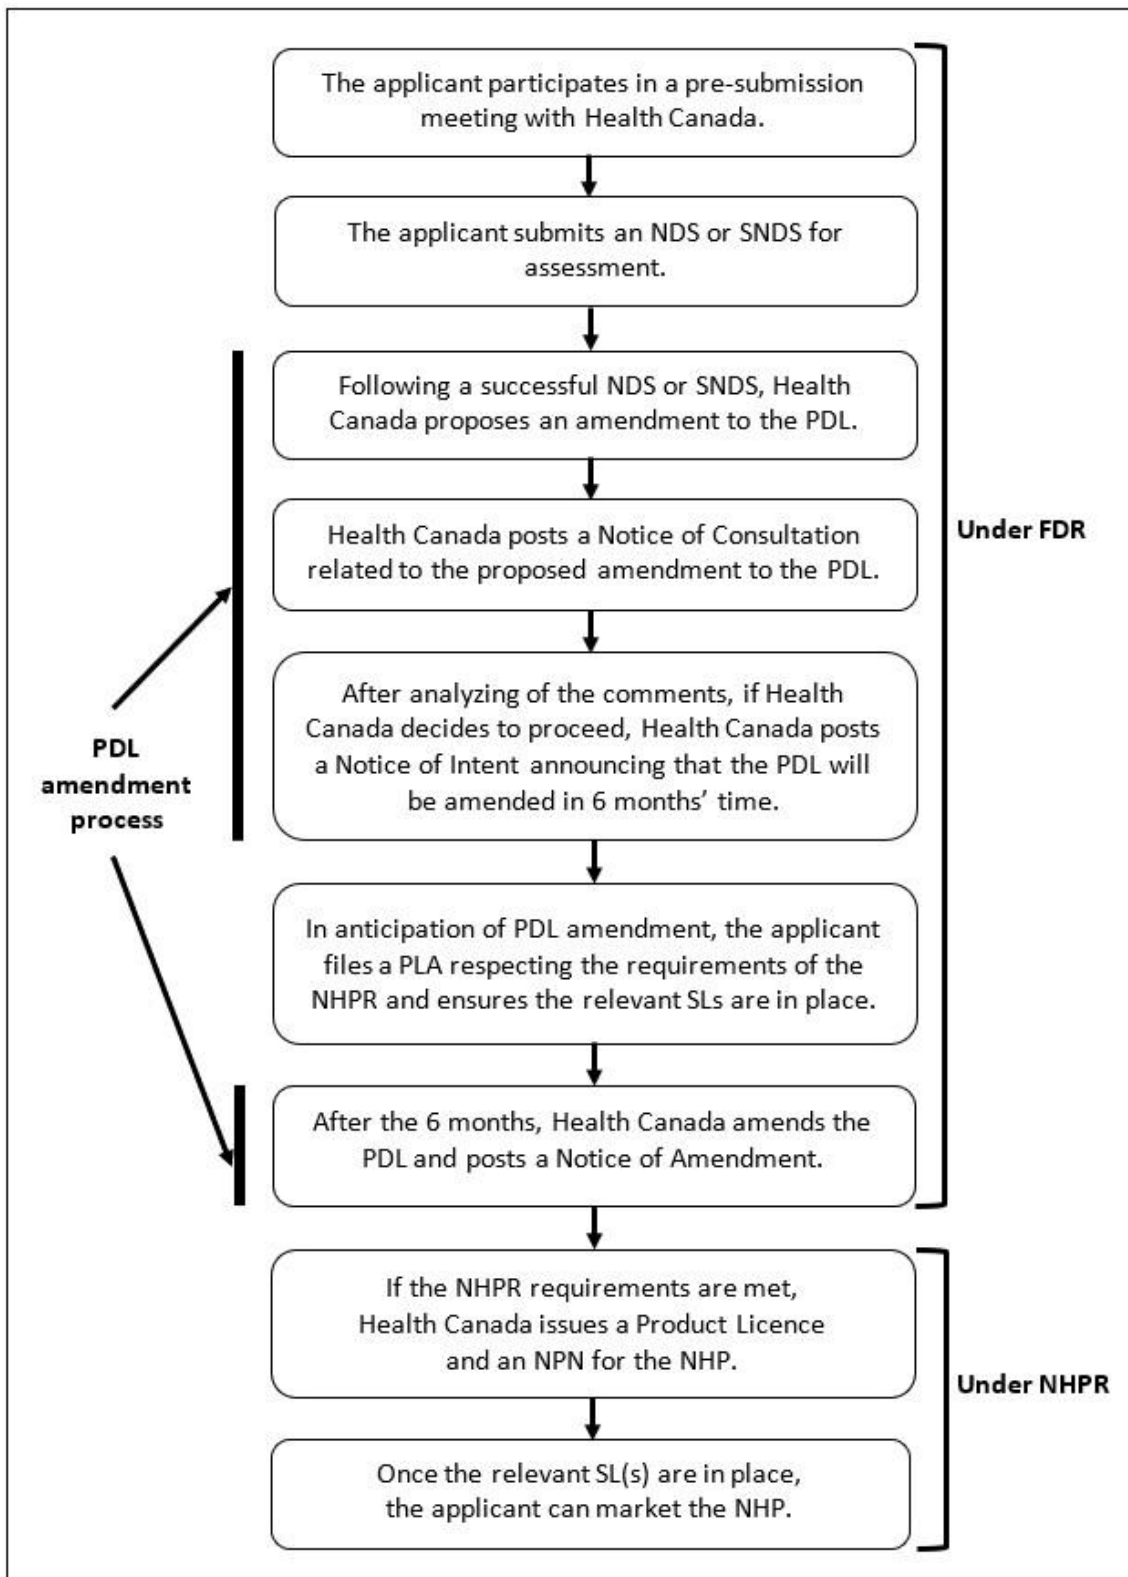 The applicant participates in a pre-submission
meeting with Health Canada.
The applicant submits an NDS or SNDS for
assessment.
Following a successful NDS or SNDS, Health
Canada proposes an amendment to the PDL.
Health Canada posts a Notice of Consultation
related to the proposed amendment to the PDL.
Under FDR
After analyzing of the comments, if Health
Canada decides to proceed, Health Canada posts
a Notice of Intent announcing that the PDL will
be amended in 6 months’ time.
PDL
amendment
process
In anticipation of PDL amendment, the applicant
files a PLA respecting the requirements of the
NHPR and ensures the relevant SLs are in place.
After the 6 months, Health Canada amends the
PDL and posts a Notice of Amendment.
If the NHPR requirements are met,
Health Canada issues a Product Licence
and an NPN for the NHP.
Under NHPR
Once the relevant SL(s) are in place,
the applicant can market the NHP.